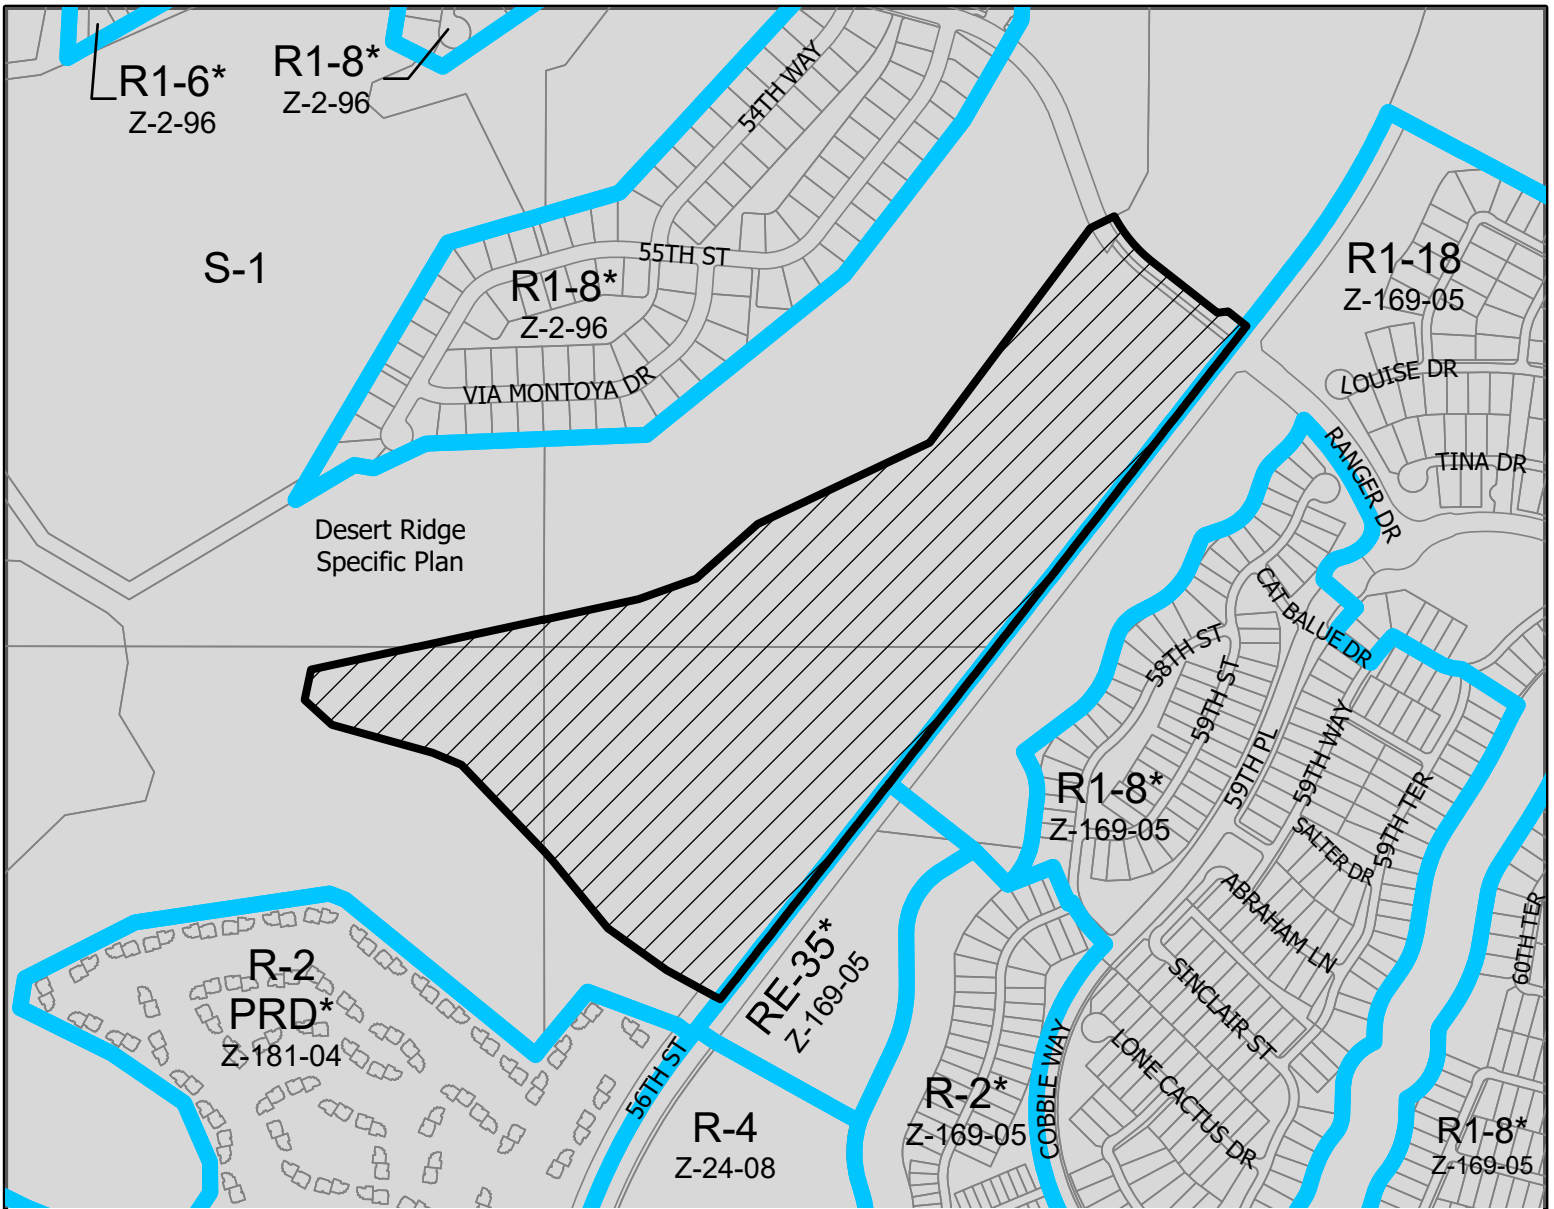 R1-6*
Z-2-96
R1-8*
Z-2-96
54TH WAY
S-1
55TH ST
R1-8*
Z-2-96
VIA MONTOYA DR
R1-18
Z-169-05
LOUISE DR
TINA DR
RANGER DR
Desert Ridge
Specific Plan
CAT BALUE DR
58TH ST
59TH ST
59TH PL
59TH WAY
59TH TER
R1-8*
Z-169-05
SALTER DR
ABRAHAM LN
60TH TER
SINCLAIR ST
R-2
PRD*
Z-181-04
RE-35*
Z-169-05
56TH ST
COBBLE WAY
LONE CACTUS DR
R-4
Z-24-08
R-2*
Z-169-05
R1-8*
Z-169-05